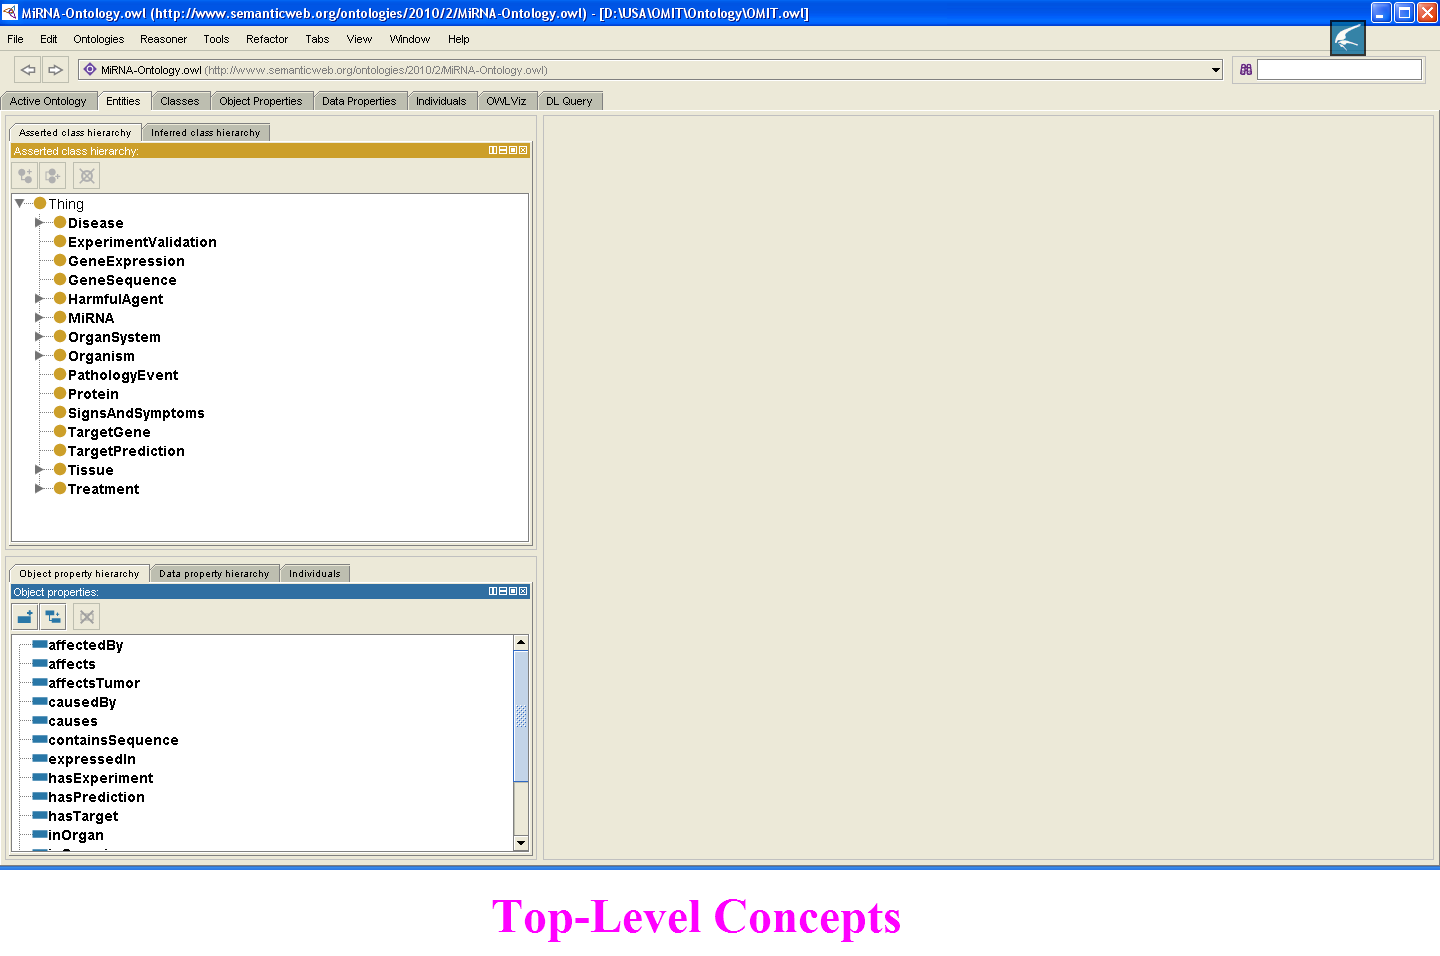 MiRNA-Ontology.owl (http://www.semanticweb.org/ontologies/2010/2/MiRNA-Ontology.owl) - [D:\USA\OMIT\Ontology\OMIT.owl]
File Edit Ontologies Reasoner Tools Refactor Tabs View Window Help
MiRNA-Ontology.owl (http://www.semanticweb.org/ontologies/2010/2/MiRNA-Ontology.owl)
Active Ontology Entities Classes Object Properties Data Properties Individuals OWLViz DL Query
Asserted class hierarchy Inferred class hierarchy
Asserted class hierarchy:
Thing
Disease
ExperimentValidation
GeneExpression
GeneSequence
HarmfulAgent
MiRNA
OrganSystem
Organism
PathologyEvent
Protein
SignsAndSymptoms
TargetGene
TargetPrediction
Tissue
Treatment
Object property hierarchy Data property hierarchy Individuals
Object properties:
affectedBy
affects
affectsTumor
causedBy
causes
containsSequence
expressedIn
hasExperiment
hasPrediction
hasTarget
inOrgan
Top-Level Concepts